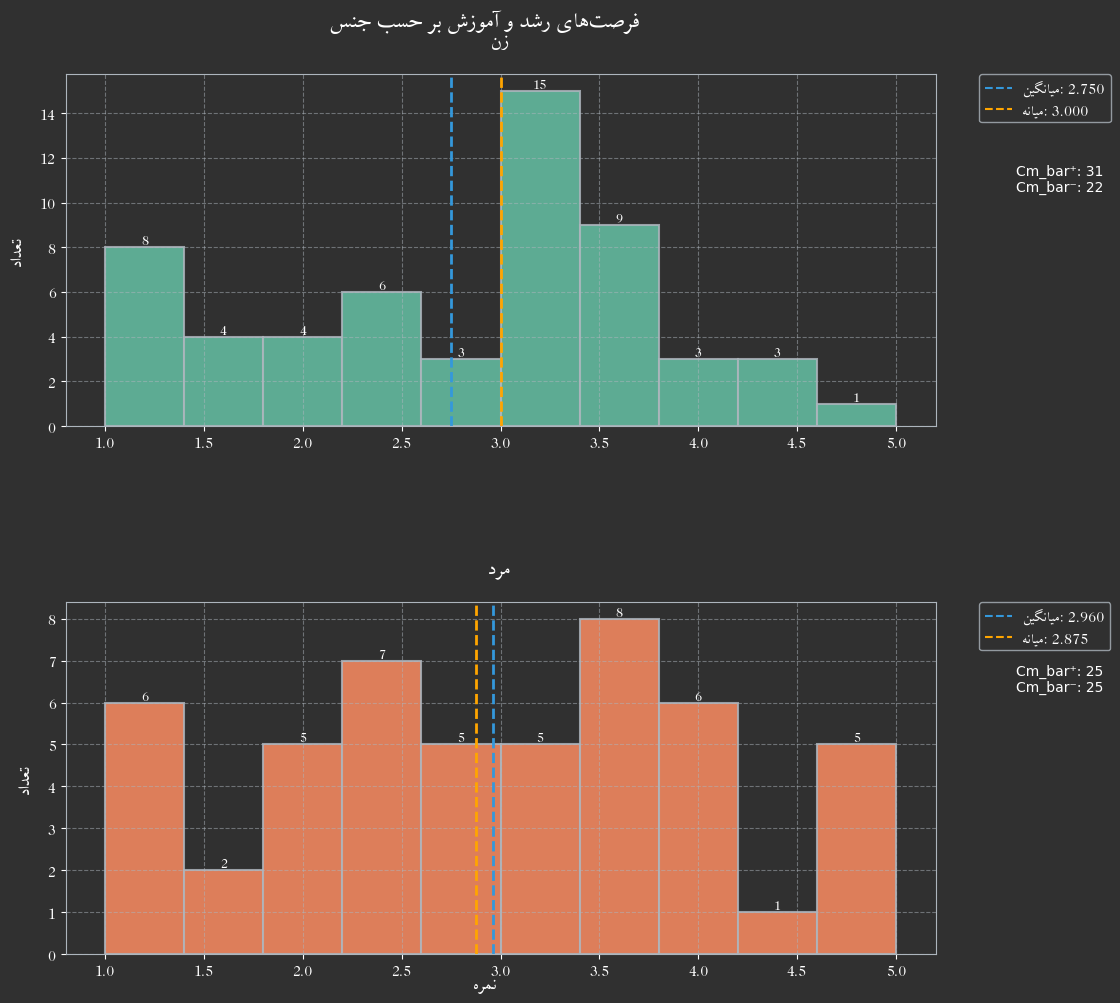 فرصت‌های رشد و آموزش بر حسب جنس
زن
15
14
12
10
9
8
8
6
6
4
4
4
3
3
3
2
1
0
1.0 1.5 2.0 2.5 3.0 3.5 4.0 4.5 5.0
تعداد
میانگین: 2.750
میانه: 3.000
Cm_bar⁺: 31
Cm_bar⁻: 22
مرد
8
8
7
7
6
6
6
5
5
5
5
5
4
3
2
2
1
1
0
1.0 1.5 2.0 2.5 3.0 3.5 4.0 4.5 5.0
تعداد
نمره
میانگین: 2.960
میانه: 2.875
Cm_bar⁺: 25
Cm_bar⁻: 25